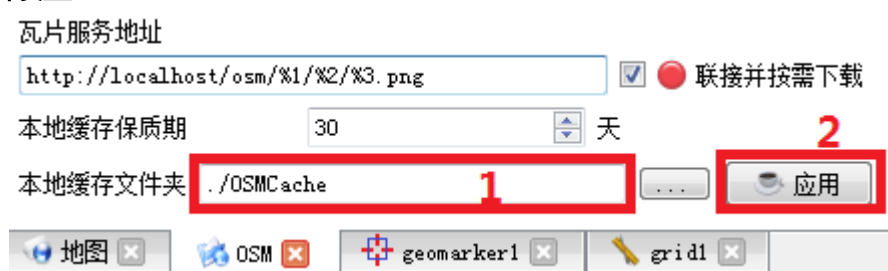 瓦片服务地址
http://localhost/osm/%1/%2/%3.png 联接并按需下载
本地缓存保质期 30 天 2
本地缓存文件夹 ./OSMCache 1 ... 应用
地图 OSM geomarker1 grid1